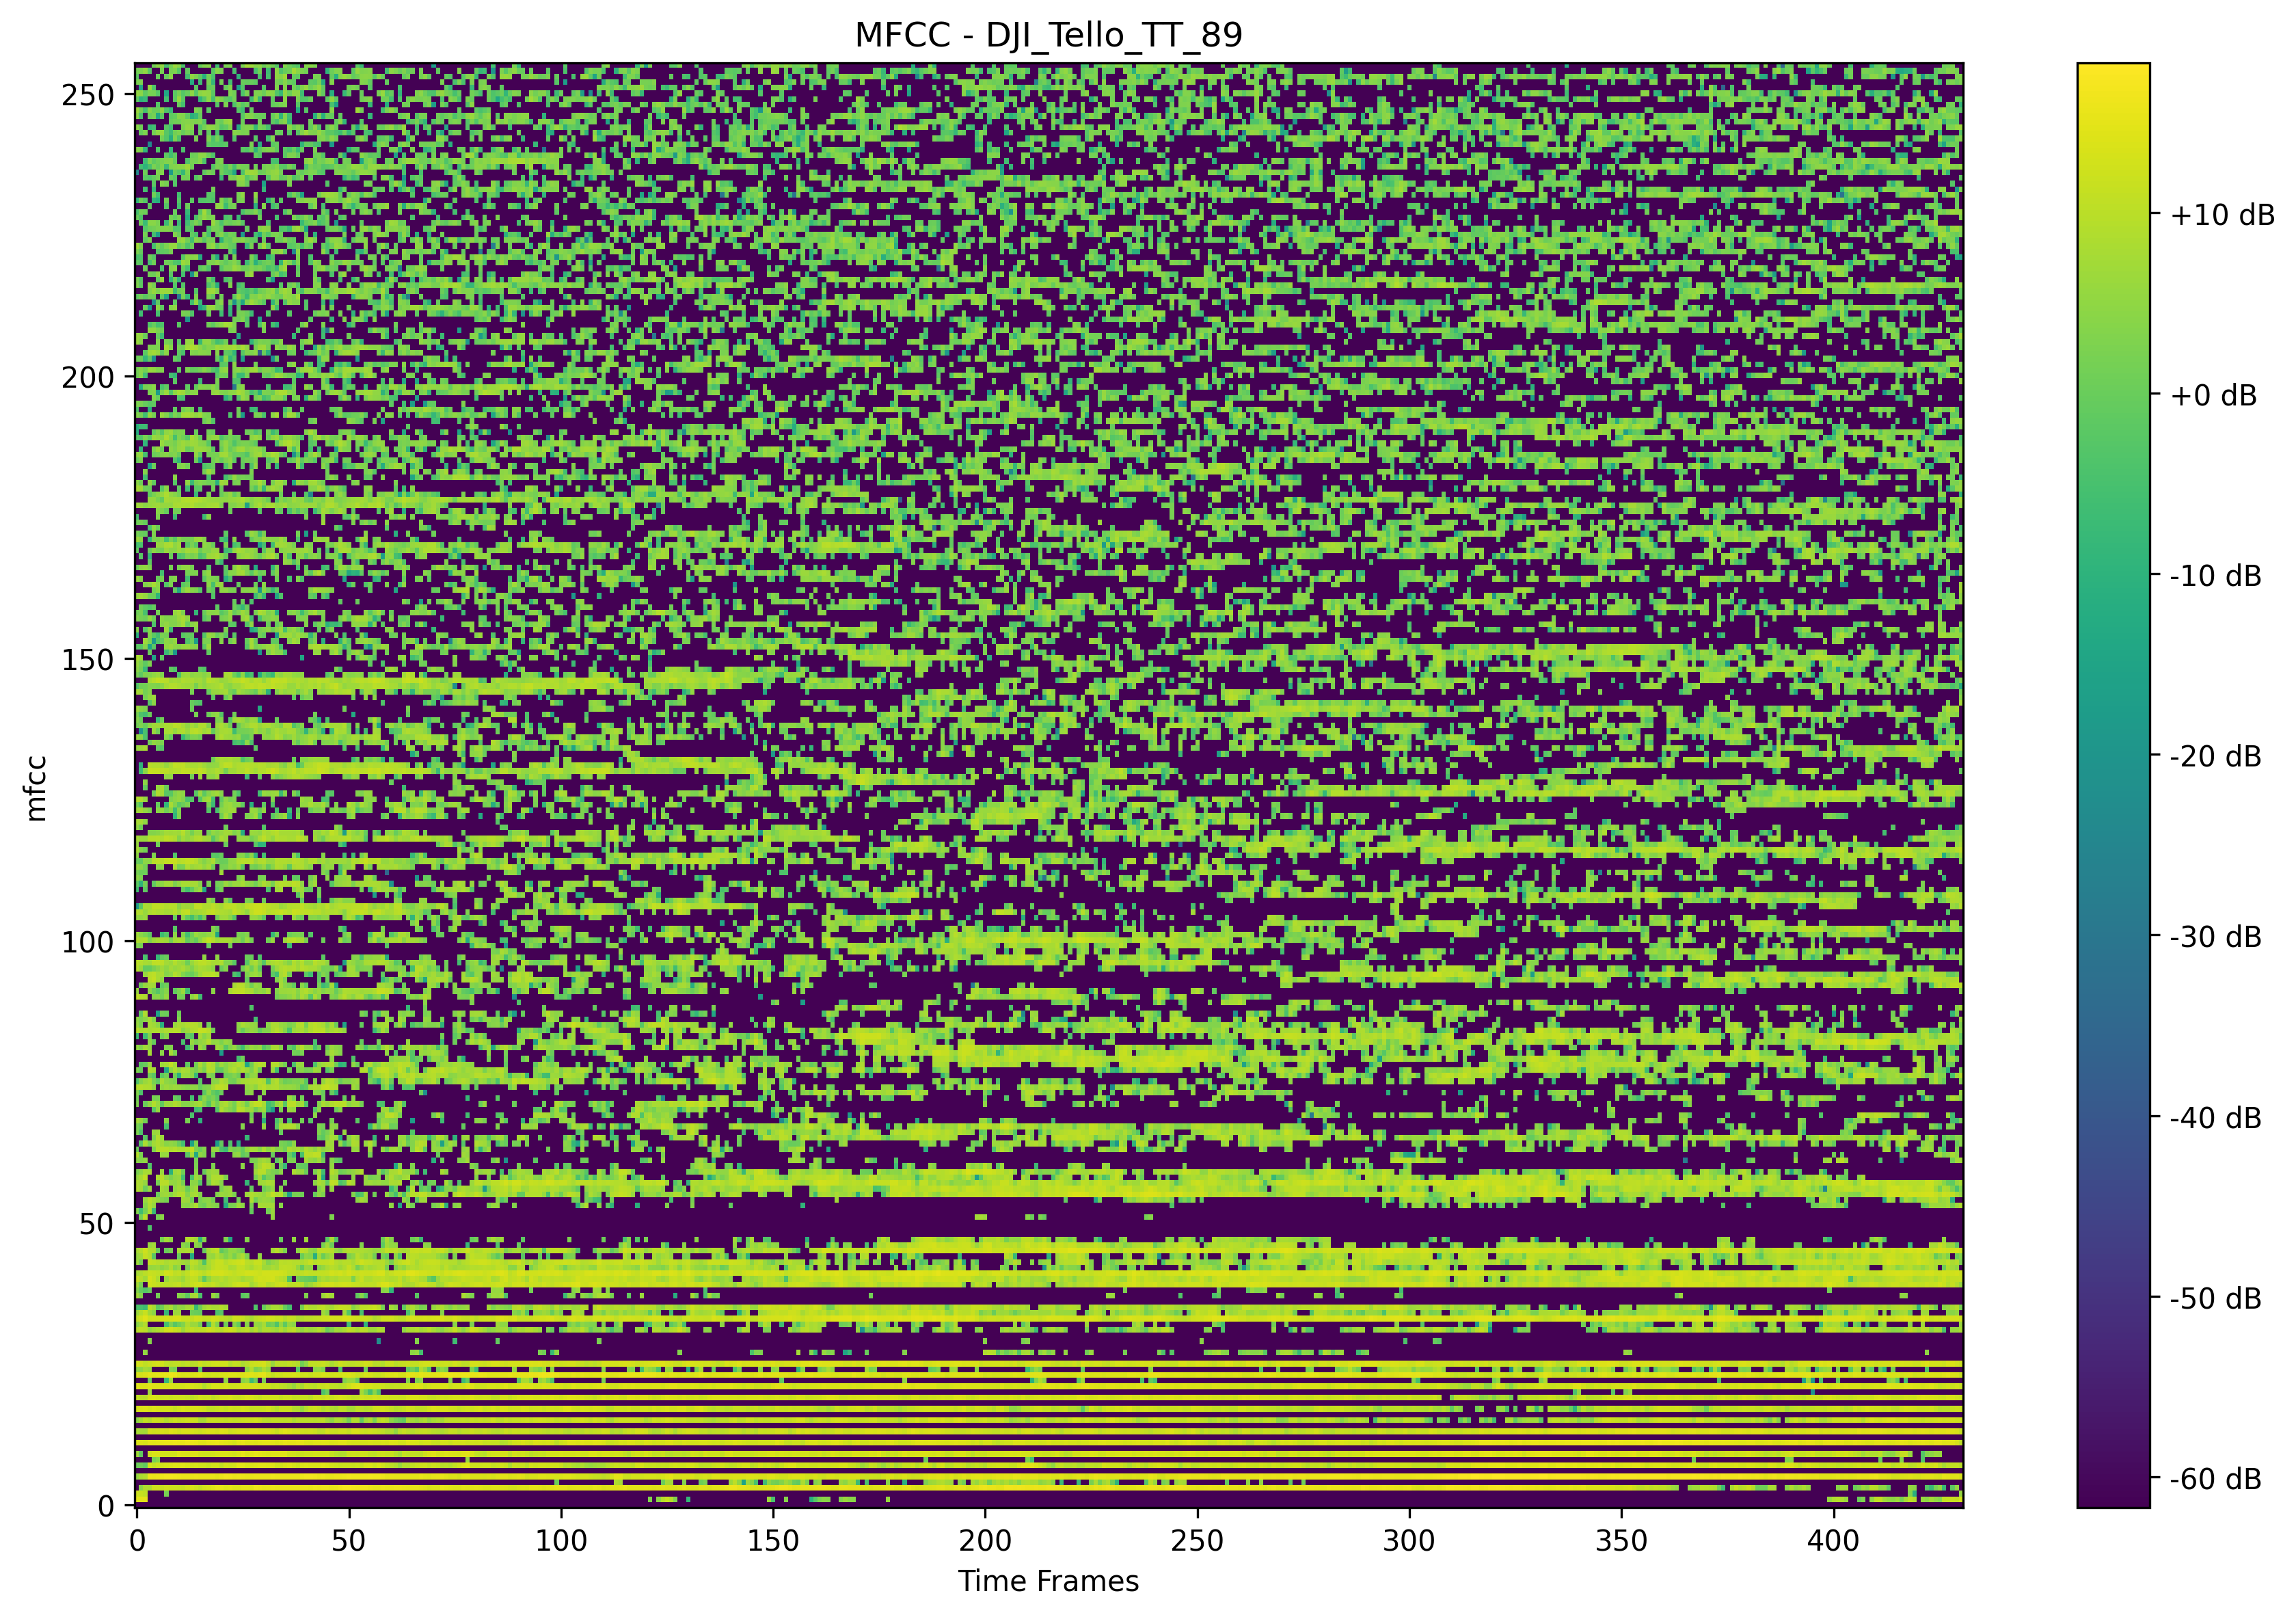 MFCC - DJI_Tello_TT_89
250
200
150
100
50
0
mfcc
0 50 100 150 200 250 300 350 400
Time Frames
+10 dB
+0 dB
-10 dB
-20 dB
-30 dB
-40 dB
-50 dB
-60 dB